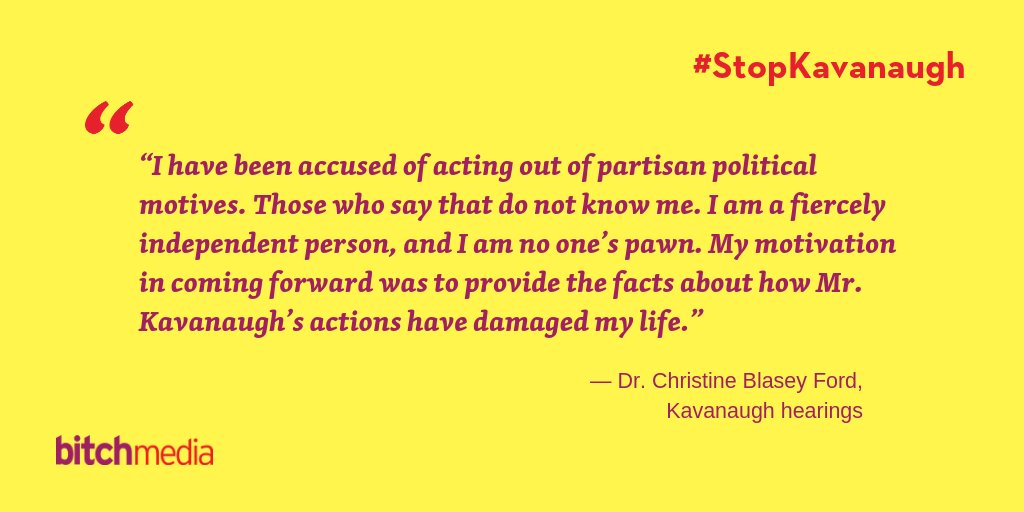 #StopKavanaugh
“
“I have been accused of acting out of partisan political
motives. Those who say that do not know me. I am a fiercely
independent person, and I am no one’s pawn. My motivation
in coming forward was to provide the facts about how Mr.
Kavanaugh’s actions have damaged my life.”
— Dr. Christine Blasey Ford,
Kavanaugh hearings
bitchmedia